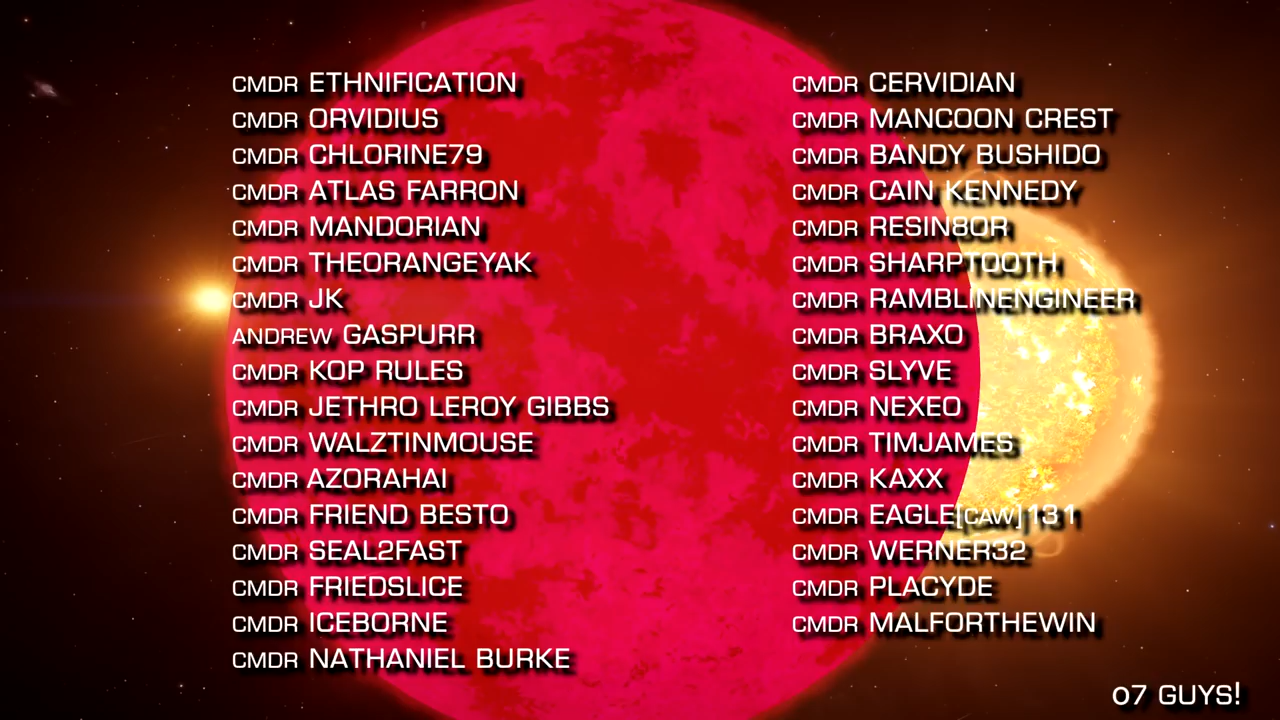 CMDR ETHNIFICATION
CMDR ORVIDIUS
CMDR CHLORINE79
CMDR ATLAS FARRON
CMDR MANDORIAN
CMDR THEORANGEYAK
CMDR JK
ANDREW GASPURR
CMDR KOP RULES
CMDR JETHRO LEROY GIBBS
CMDR WALZTINMOUSE
CMDR AZORAHAI
CMDR FRIEND BESTO
CMDR SEAL2FAST
CMDR FRIEDSLICE
CMDR ICEBORNE
CMDR NATHANIEL BURKE
CMDR CERVIDIAN
CMDR MANCOON CREST
CMDR BANDY BUSHIDO
CMDR CAIN KENNEDY
CMDR RESIN8OR
CMDR SHARPTOOTH
CMDR RAMBLINENGINEER
CMDR BRAXO
CMDR SLYVE
CMDR NEXEO
CMDR TIMJAMES
CMDR KAXX
CMDR EAGLE[CAW]131
CMDR WERNER32
CMDR PLACYDE
CMDR MALFORTHEWIN
o7 GUYS!